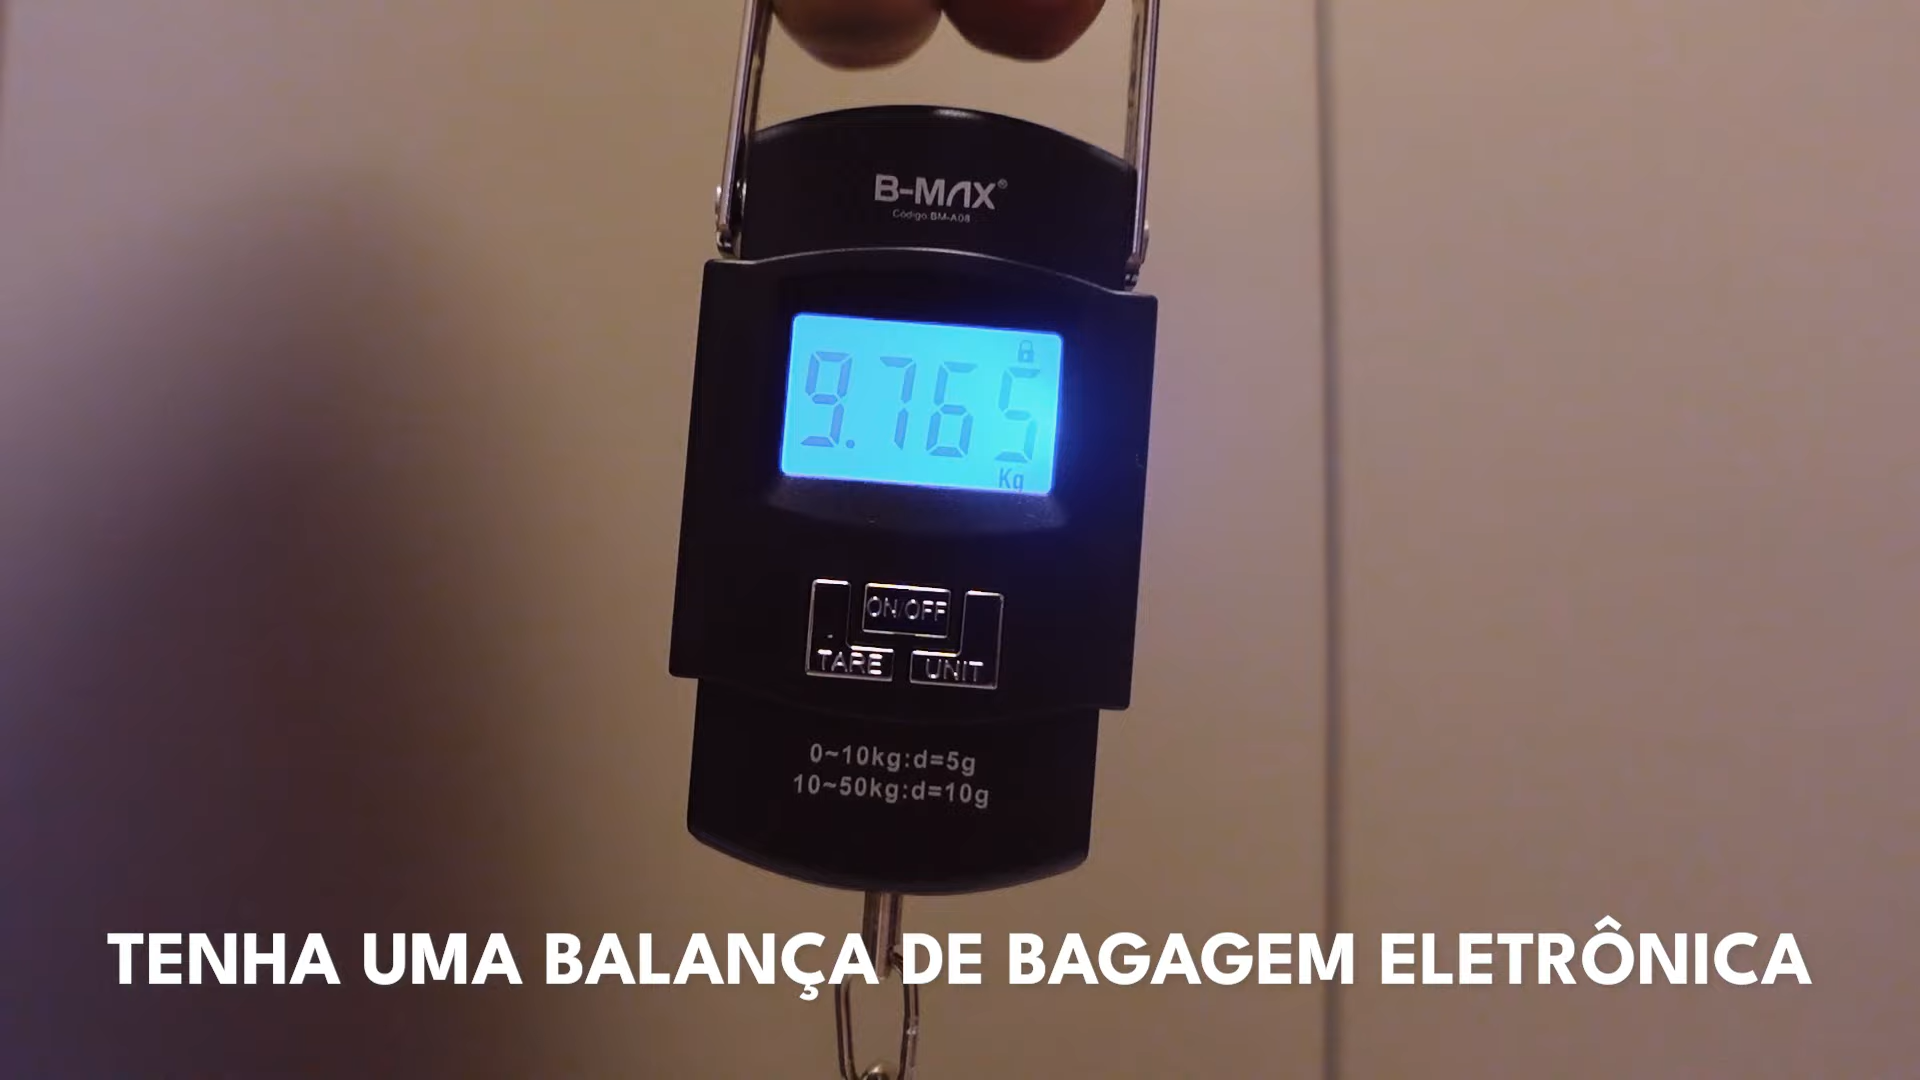 B-MAX®
Código BM-A08
9.765
Kg
ON/OFF
TARE
UNIT
0~10kg:d=5g
10~50kg:d=10g
TENHA UMA BALANÇA DE BAGAGEM ELETRÔNICA